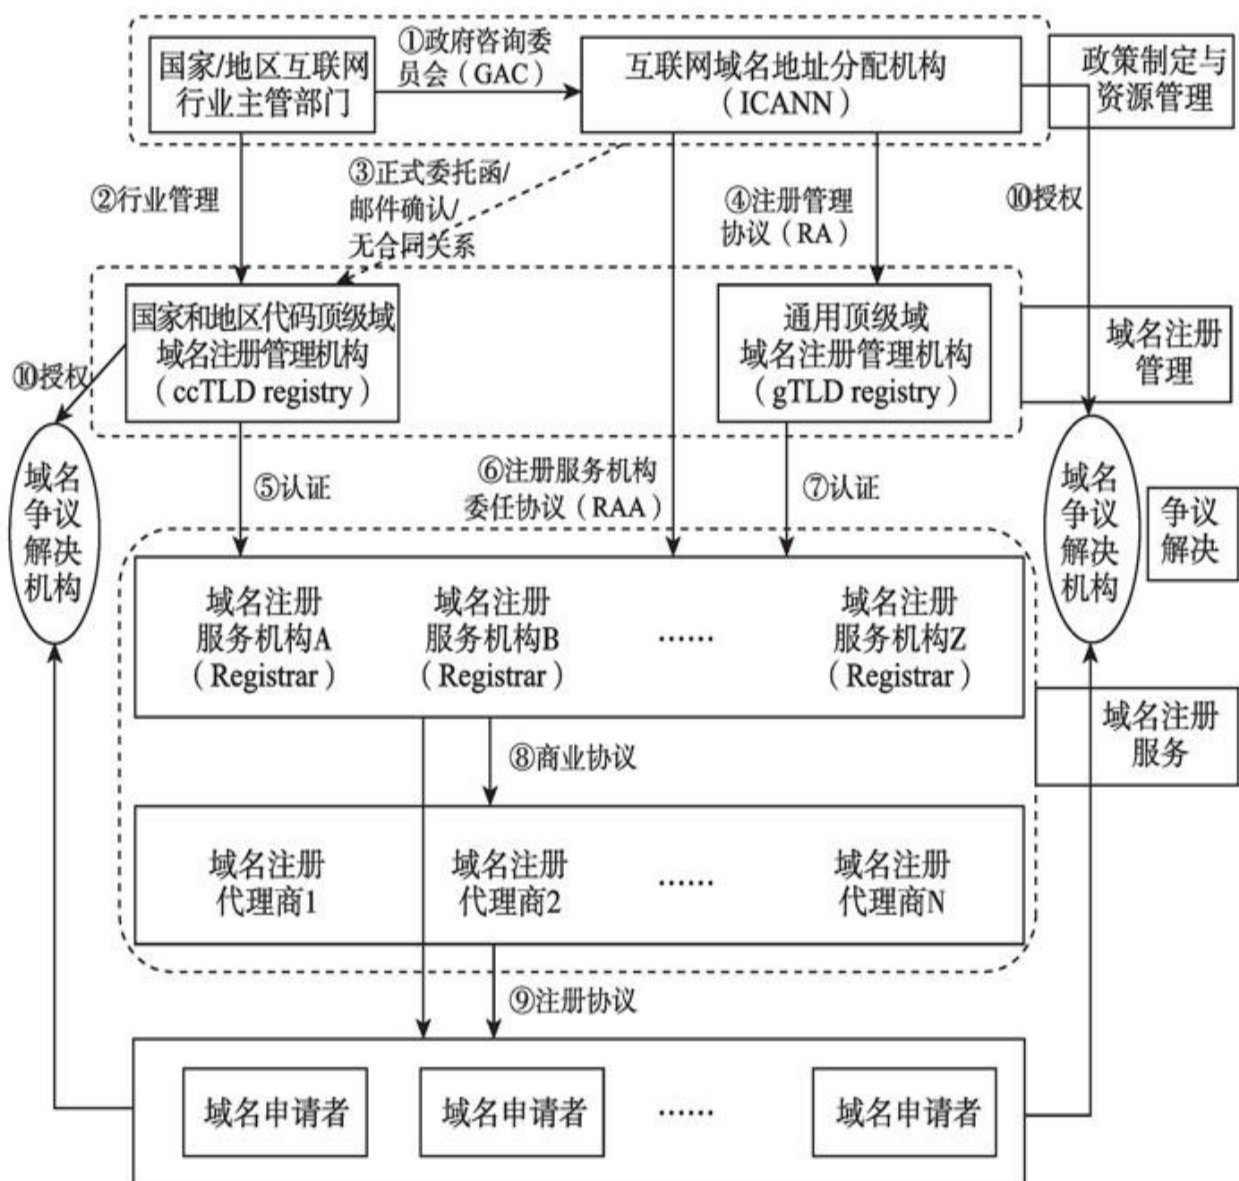 ①政府咨询委
员会（GAC）
国家/地区互联网
行业主管部门
互联网域名地址分配机构
（ICANN）
政策制定与
资源管理
②行业管理
③正式委托函/
邮件确认/
无合同关系
④注册管理
协议（RA）
⑩授权
国家和地区代码顶级域
域名注册管理机构
（ccTLD registry）
通用顶级域
域名注册管理机构
（gTLD registry）
域名注册
管理
⑩授权
域名
争议
解决
机构
⑤认证
⑥注册服务机构
委任协议（RAA）
⑦认证
域名
争议
解决
机构
争议
解决
域名注册
服务机构A
（Registrar）
域名注册
服务机构B
（Registrar）
……
域名注册
服务机构Z
（Registrar）
域名注册
服务
⑧商业协议
域名注册
代理商1
域名注册
代理商2
……
域名注册
代理商N
⑨注册协议
域名申请者
域名申请者
……
域名申请者